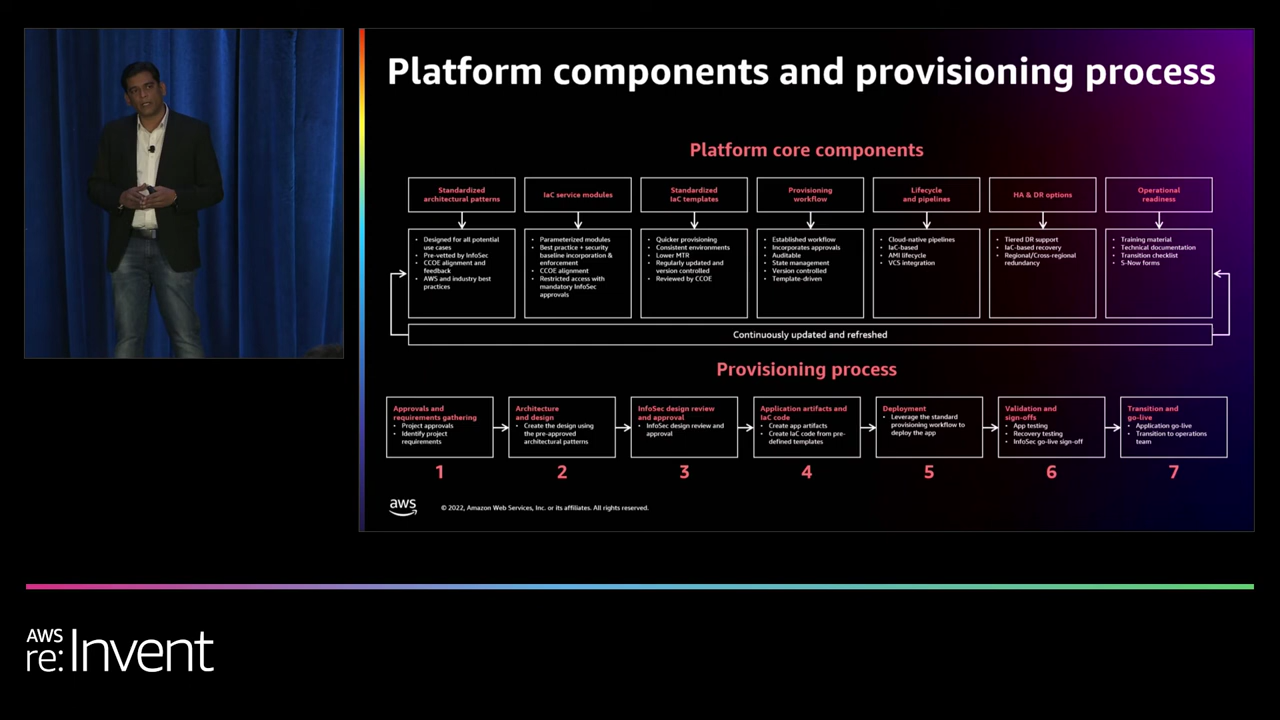 Platform components and provisioning process
Platform core components
Standardized
architectural patterns
IaC service modules
Standardized
IaC templates
Provisioning
workflow
Lifecycle
and pipelines
HA & DR options
Operational
readiness
• Designed for all potential
use cases
• Pre-vetted by InfoSec
• CCOE alignment and
feedback
• AWS and industry best
practices
• Parameterized modules
• Best practice + security
baseline incorporation &
enforcement
• CCOE alignment
• Restricted access with
mandatory InfoSec
approvals
• Quicker provisioning
• Consistent environments
• Lower MTR
• Regularly updated and
version controlled
• Reviewed by CCOE
• Established workflow
• Incorporates approvals
• Auditable
• State management
• Version controlled
• Template-driven
• Cloud-native pipelines
• IaC-based
• AMI lifecycle
• VCS integration
• Tiered DR support
• IaC-based recovery
• Regional/Cross-regional
redundancy
• Training material
• Technical documentation
• Transition checklist
• S-Now forms
Continuously updated and refreshed
Provisioning process
Approvals and
requirements gathering
• Project approvals
• Identify project
requirements
Architecture
and design
• Create the design using
the pre-approved
architectural patterns
InfoSec design review
and approval
• InfoSec design review and
approval
Application artifacts and
IaC code
• Create app artifacts
• Create IaC code from pre-
defined templates
Deployment
• Leverage the standard
provisioning workflow to
deploy the app
Validation and
sign-offs
• App testing
• Recovery testing
• InfoSec go-live sign-off
Transition and
go-live
• Application go-live
• Transition to operations
team
1 2 3 4 5 6 7
aws
© 2022, Amazon Web Services, Inc. or its affiliates. All rights reserved.
AWS
re:Invent